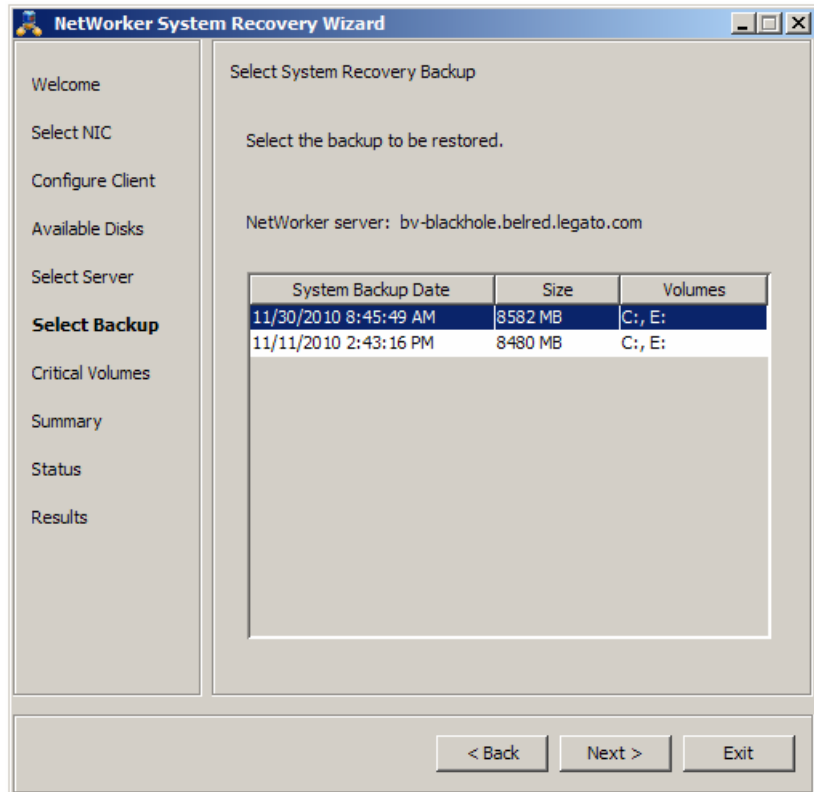 NetWorker System Recovery Wizard
Welcome
Select NIC
Configure Client
Available Disks
Select Server
Select Backup
Critical Volumes
Summary
Status
Results
Select System Recovery Backup
Select the backup to be restored.
NetWorker server: bv-blackhole.belred.legato.com
System Backup Date Size Volumes
11/30/2010 8:45:49 AM 8582 MB C:, E:
11/11/2010 2:43:16 PM 8480 MB C:, E:
< Back Next > Exit